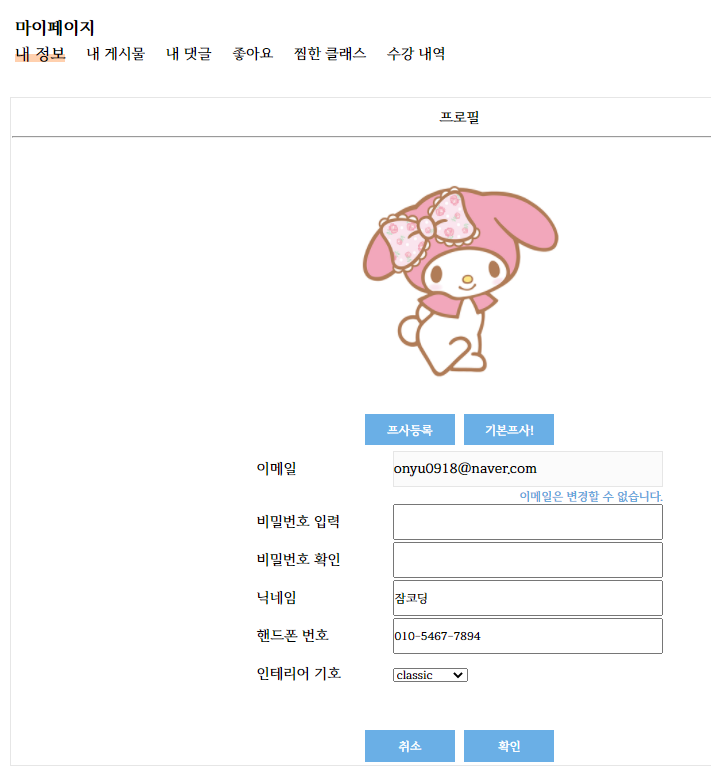 마이페이지
내 정보 내 게시물 내 댓글 좋아요 찜한 클래스 수강 내역
프로필
프사등록 기본프사!
이메일 onyu0918@naver.com
이메일은 변경할 수 없습니다.
비밀번호 입력
비밀번호 확인
닉네임 잠코딩
핸드폰 번호 010-5467-7894
인테리어 기호 classic
취소 확인